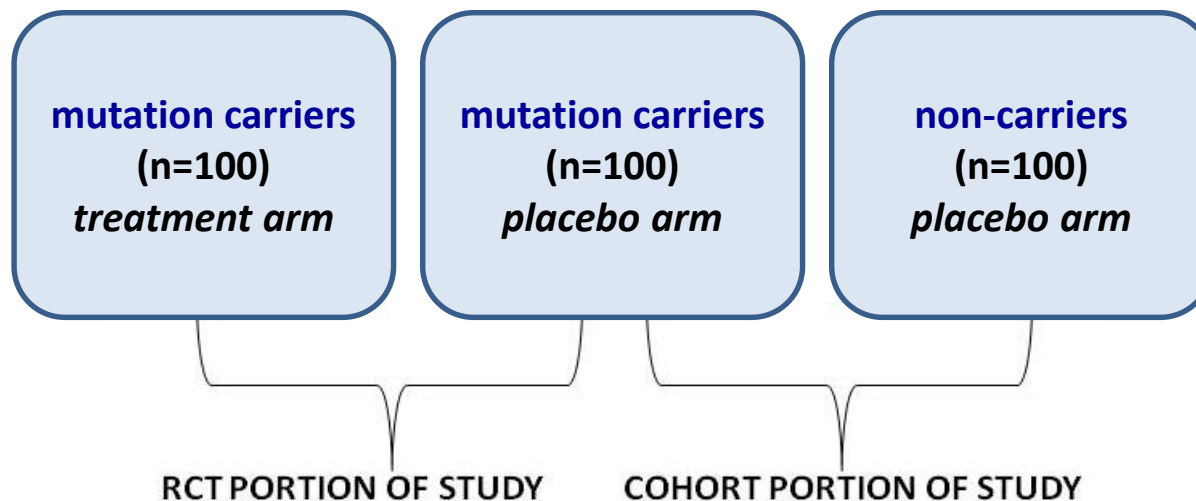 mutation carriers
(n=100)
treatment arm
mutation carriers
(n=100)
placebo arm
non-carriers
(n=100)
placebo arm
RCT PORTION OF STUDY
COHORT PORTION OF STUDY